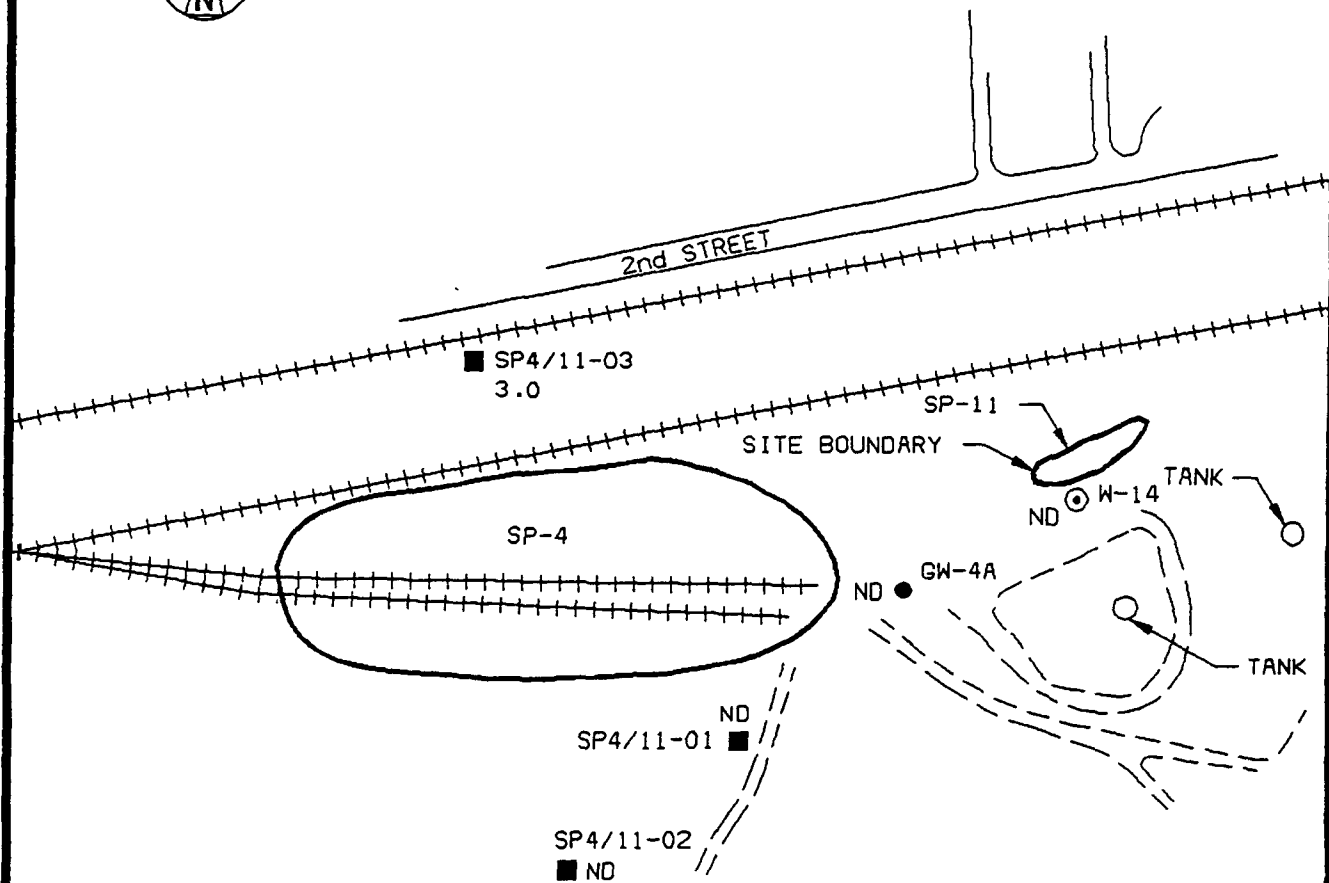 N
2nd STREET
SP4/11-03
3.0
SP-11
SITE BOUNDARY
TANK
W-14
ND
SP-4
GW-4A
ND
TANK
ND
SP4/11-01
SP4/11-02
ND